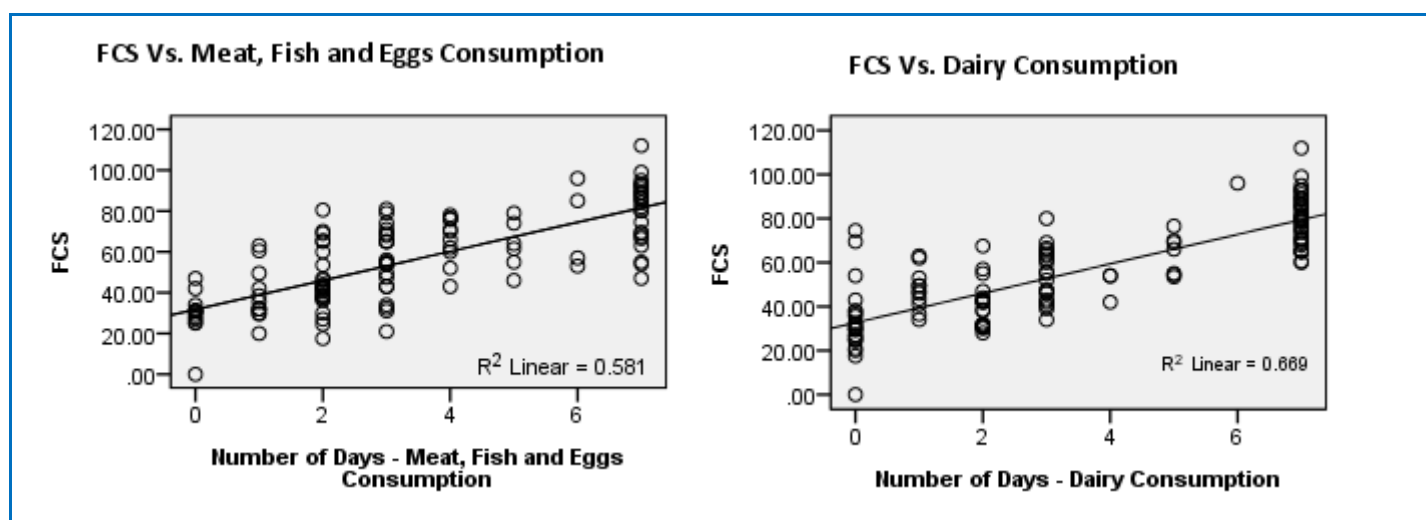 FCS Vs. Meat, Fish and Eggs Consumption
120.00
100.00
80.00
60.00
40.00
20.00
.00
FCS
R² Linear = 0.581
0 2 4 6
Number of Days - Meat, Fish and Eggs
Consumption
FCS Vs. Dairy Consumption
120.00
100.00
80.00
60.00
40.00
20.00
.00
FCS
R² Linear = 0.669
0 2 4 6
Number of Days - Dairy Consumption